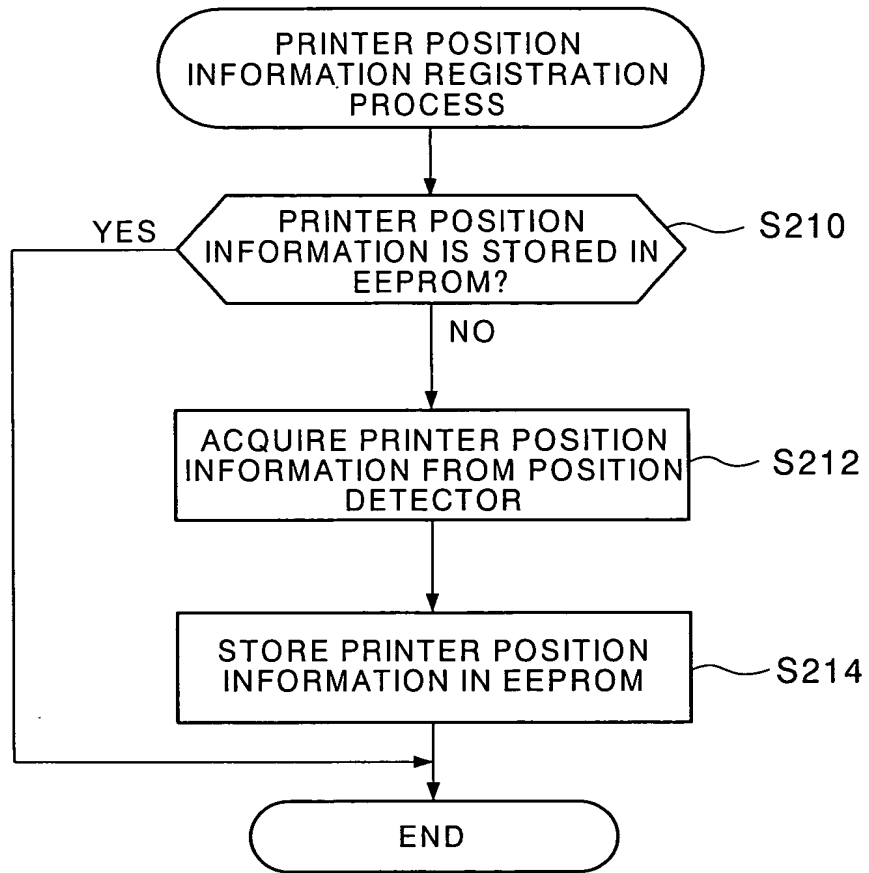 PRINTER POSITION
INFORMATION REGISTRATION
PROCESS
PRINTER POSITION
INFORMATION IS STORED IN
EEPROM?
S210
YES
NO
ACQUIRE PRINTER POSITION
INFORMATION FROM POSITION
DETECTOR
S212
STORE PRINTER POSITION
INFORMATION IN EEPROM
S214
END